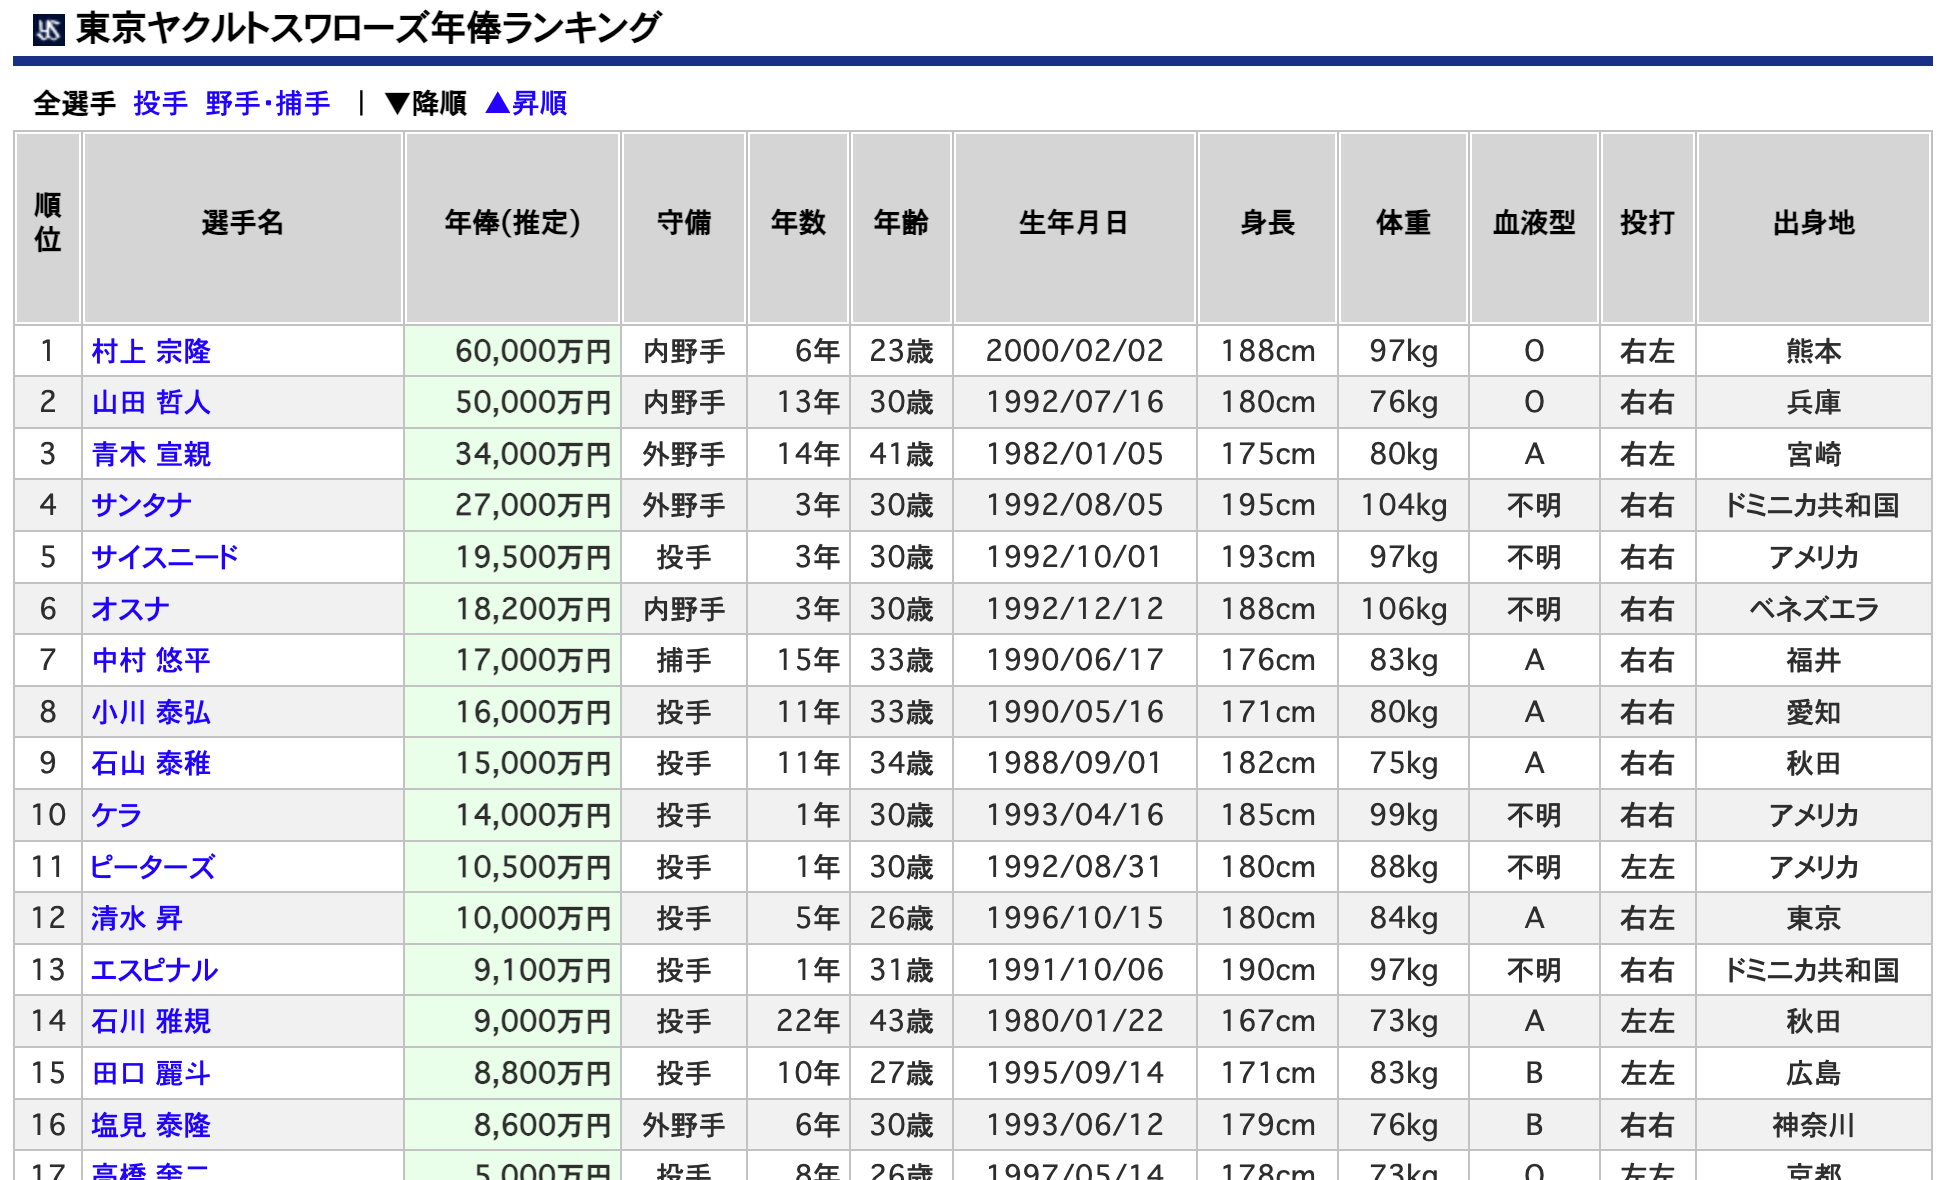 東京ヤクルトスワローズ年俸ランキング
全選手 投手 野手・捕手 | ▼降順 ▲昇順
順位 選手名 年俸(推定) 守備 年数 年齢 生年月日 身長 体重 血液型 投打 出身地
1 村上 宗隆 60,000万円 内野手 6年 23歳 2000/02/02 188cm 97kg O 右左 熊本
2 山田 哲人 50,000万円 内野手 13年 30歳 1992/07/16 180cm 76kg O 右右 兵庫
3 青木 宣親 34,000万円 外野手 14年 41歳 1982/01/05 175cm 80kg A 右左 宮崎
4 サンタナ 27,000万円 外野手 3年 30歳 1992/08/05 195cm 104kg 不明 右右 ドミニカ共和国
5 サイスニード 19,500万円 投手 3年 30歳 1992/10/01 193cm 97kg 不明 右右 アメリカ
6 オスナ 18,200万円 内野手 3年 30歳 1992/12/12 188cm 106kg 不明 右右 ベネズエラ
7 中村 悠平 17,000万円 捕手 15年 33歳 1990/06/17 176cm 83kg A 右右 福井
8 小川 泰弘 16,000万円 投手 11年 33歳 1990/05/16 171cm 80kg A 右右 愛知
9 石山 泰稚 15,000万円 投手 11年 34歳 1988/09/01 182cm 75kg A 右右 秋田
10 ケラ 14,000万円 投手 1年 30歳 1993/04/16 185cm 99kg 不明 右右 アメリカ
11 ピーターズ 10,500万円 投手 1年 30歳 1992/08/31 180cm 88kg 不明 左左 アメリカ
12 清水 昇 10,000万円 投手 5年 26歳 1996/10/15 180cm 84kg A 右左 東京
13 エスピナル 9,100万円 投手 1年 31歳 1991/10/06 190cm 97kg 不明 右右 ドミニカ共和国
14 石川 雅規 9,000万円 投手 22年 43歳 1980/01/22 167cm 73kg A 左左 秋田
15 田口 麗斗 8,800万円 投手 10年 27歳 1995/09/14 171cm 83kg B 左左 広島
16 塩見 泰隆 8,600万円 外野手 6年 30歳 1993/06/12 179cm 76kg B 右右 神奈川
17 高橋 奎二 5,000万円 投手 8年 26歳 1997/05/14 178cm 73kg O 左左 京都